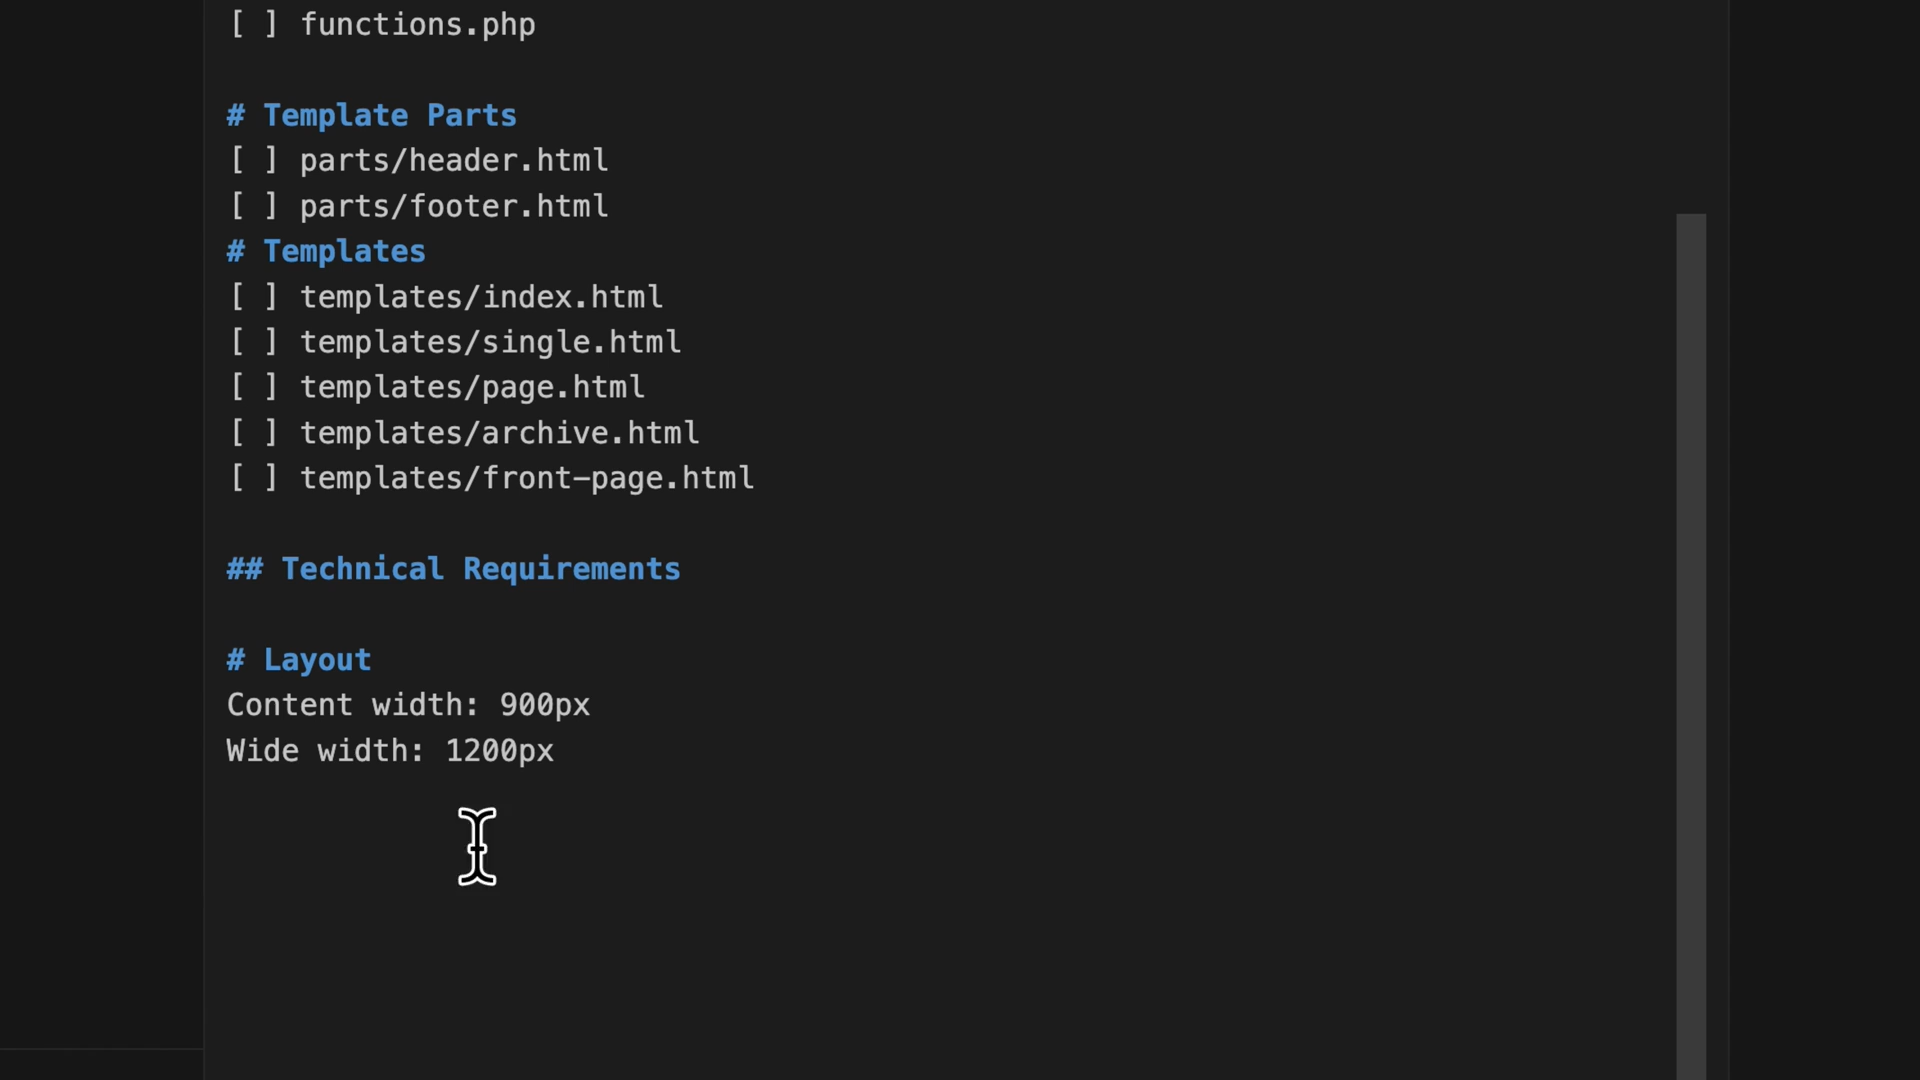 [ ] functions.php
# Template Parts
[ ] parts/header.html
[ ] parts/footer.html
# Templates
[ ] templates/index.html
[ ] templates/single.html
[ ] templates/page.html
[ ] templates/archive.html
[ ] templates/front-page.html
## Technical Requirements
# Layout
Content width: 900px
Wide width: 1200px